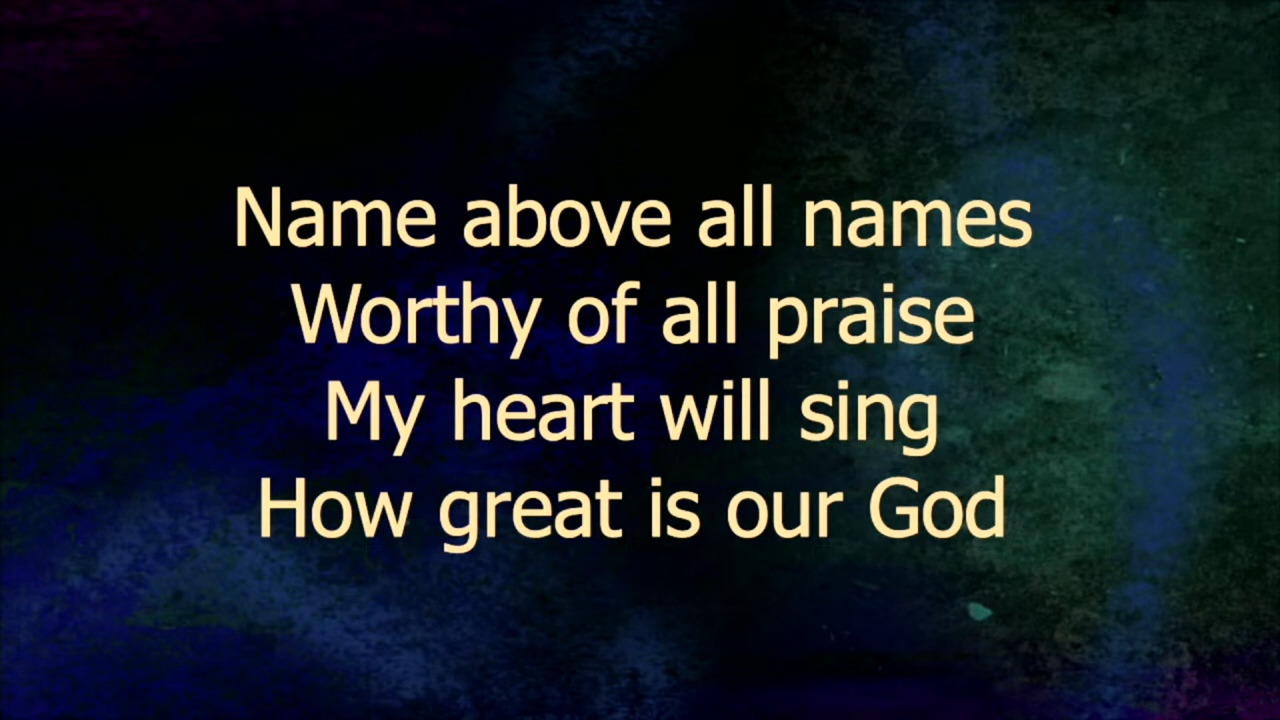 Name above all names
Worthy of all praise
My heart will sing
How great is our God